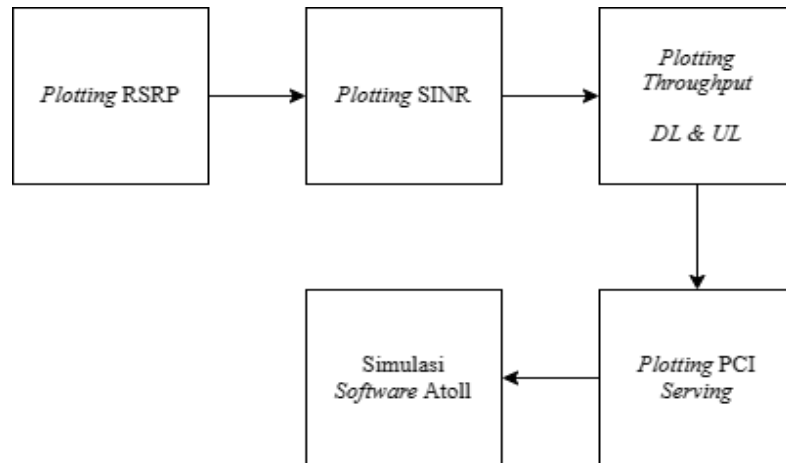 Plotting RSRP
Plotting SINR
Plotting
Throughput
DL & UL
Plotting PCI
Serving
Simulasi
Software Atoll